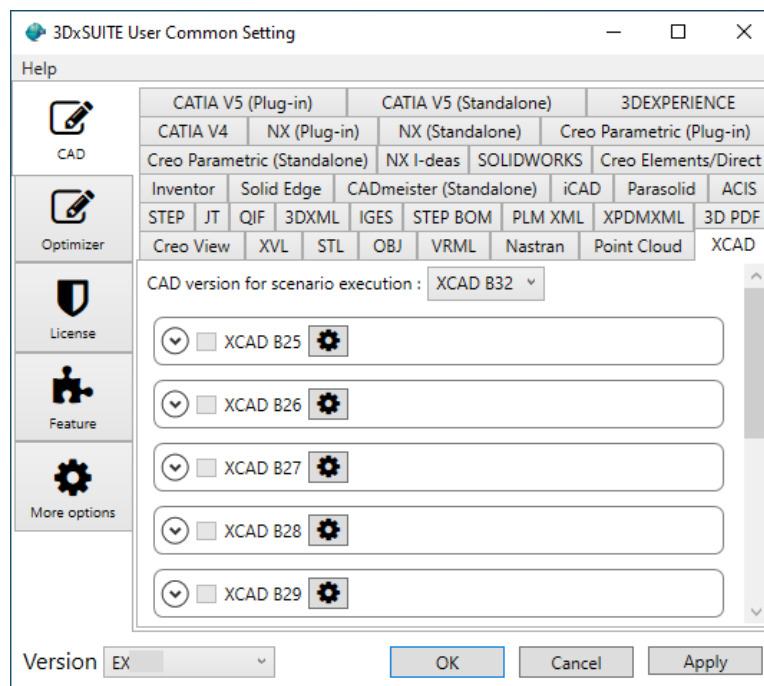 3DxSUITE User Common Setting
Help
CAD
Optimizer
License
Feature
More options
CATIA V5 (Plug-in) CATIA V5 (Standalone) 3DEXPERIENCE
CATIA V4 NX (Plug-in) NX (Standalone) Creo Parametric (Plug-in)
Creo Parametric (Standalone) NX I-deas SOLIDWORKS Creo Elements/Direct
Inventor Solid Edge CADmeister (Standalone) iCAD Parasolid ACIS
STEP JT QIF 3DXML IGES STEP BOM PLM XML XPDMXML 3D PDF
Creo View XVL STL OBJ VRML Nastran Point Cloud XCAD
CAD version for scenario execution : XCAD B32
XCAD B25
XCAD B26
XCAD B27
XCAD B28
XCAD B29
Version EX OK Cancel Apply